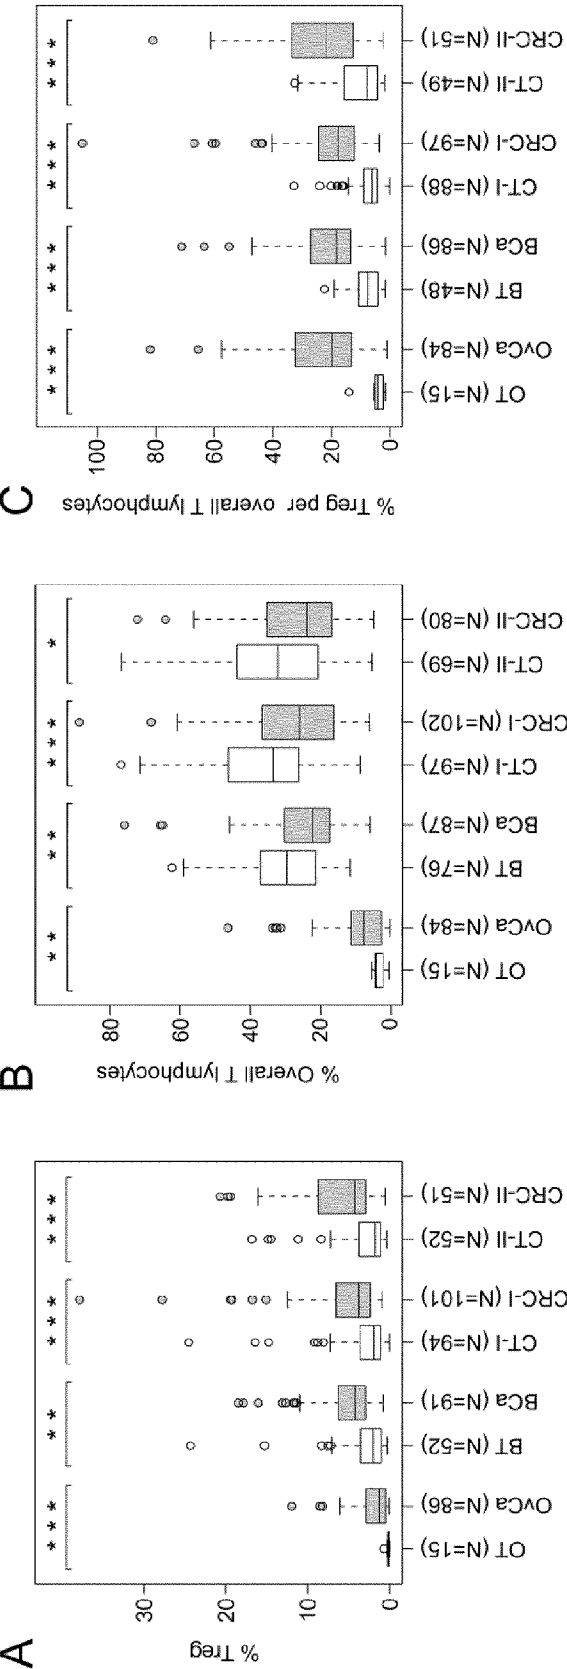 A
% Treg
0
10
20
30
***
**
***
***
OT (N=15)
OvCa (N=86)
BT (N=52)
BCa (N=91)
CT-I (N=94)
CRC-I (N=101)
CT-II (N=52)
CRC-II (N=51)
B
% Overall T lymphocytes
0
20
40
60
80
**
**
***
*
OT (N=15)
OvCa (N=84)
BT (N=76)
BCa (N=87)
CT-I (N=97)
CRC-I (N=102)
CT-II (N=69)
CRC-II (N=80)
C
% Treg per overall T lymphocytes
0
20
40
60
80
100
***
***
***
***
OT (N=15)
OvCa (N=84)
BT (N=48)
BCa (N=86)
CT-I (N=88)
CRC-I (N=97)
CT-II (N=49)
CRC-II (N=51)